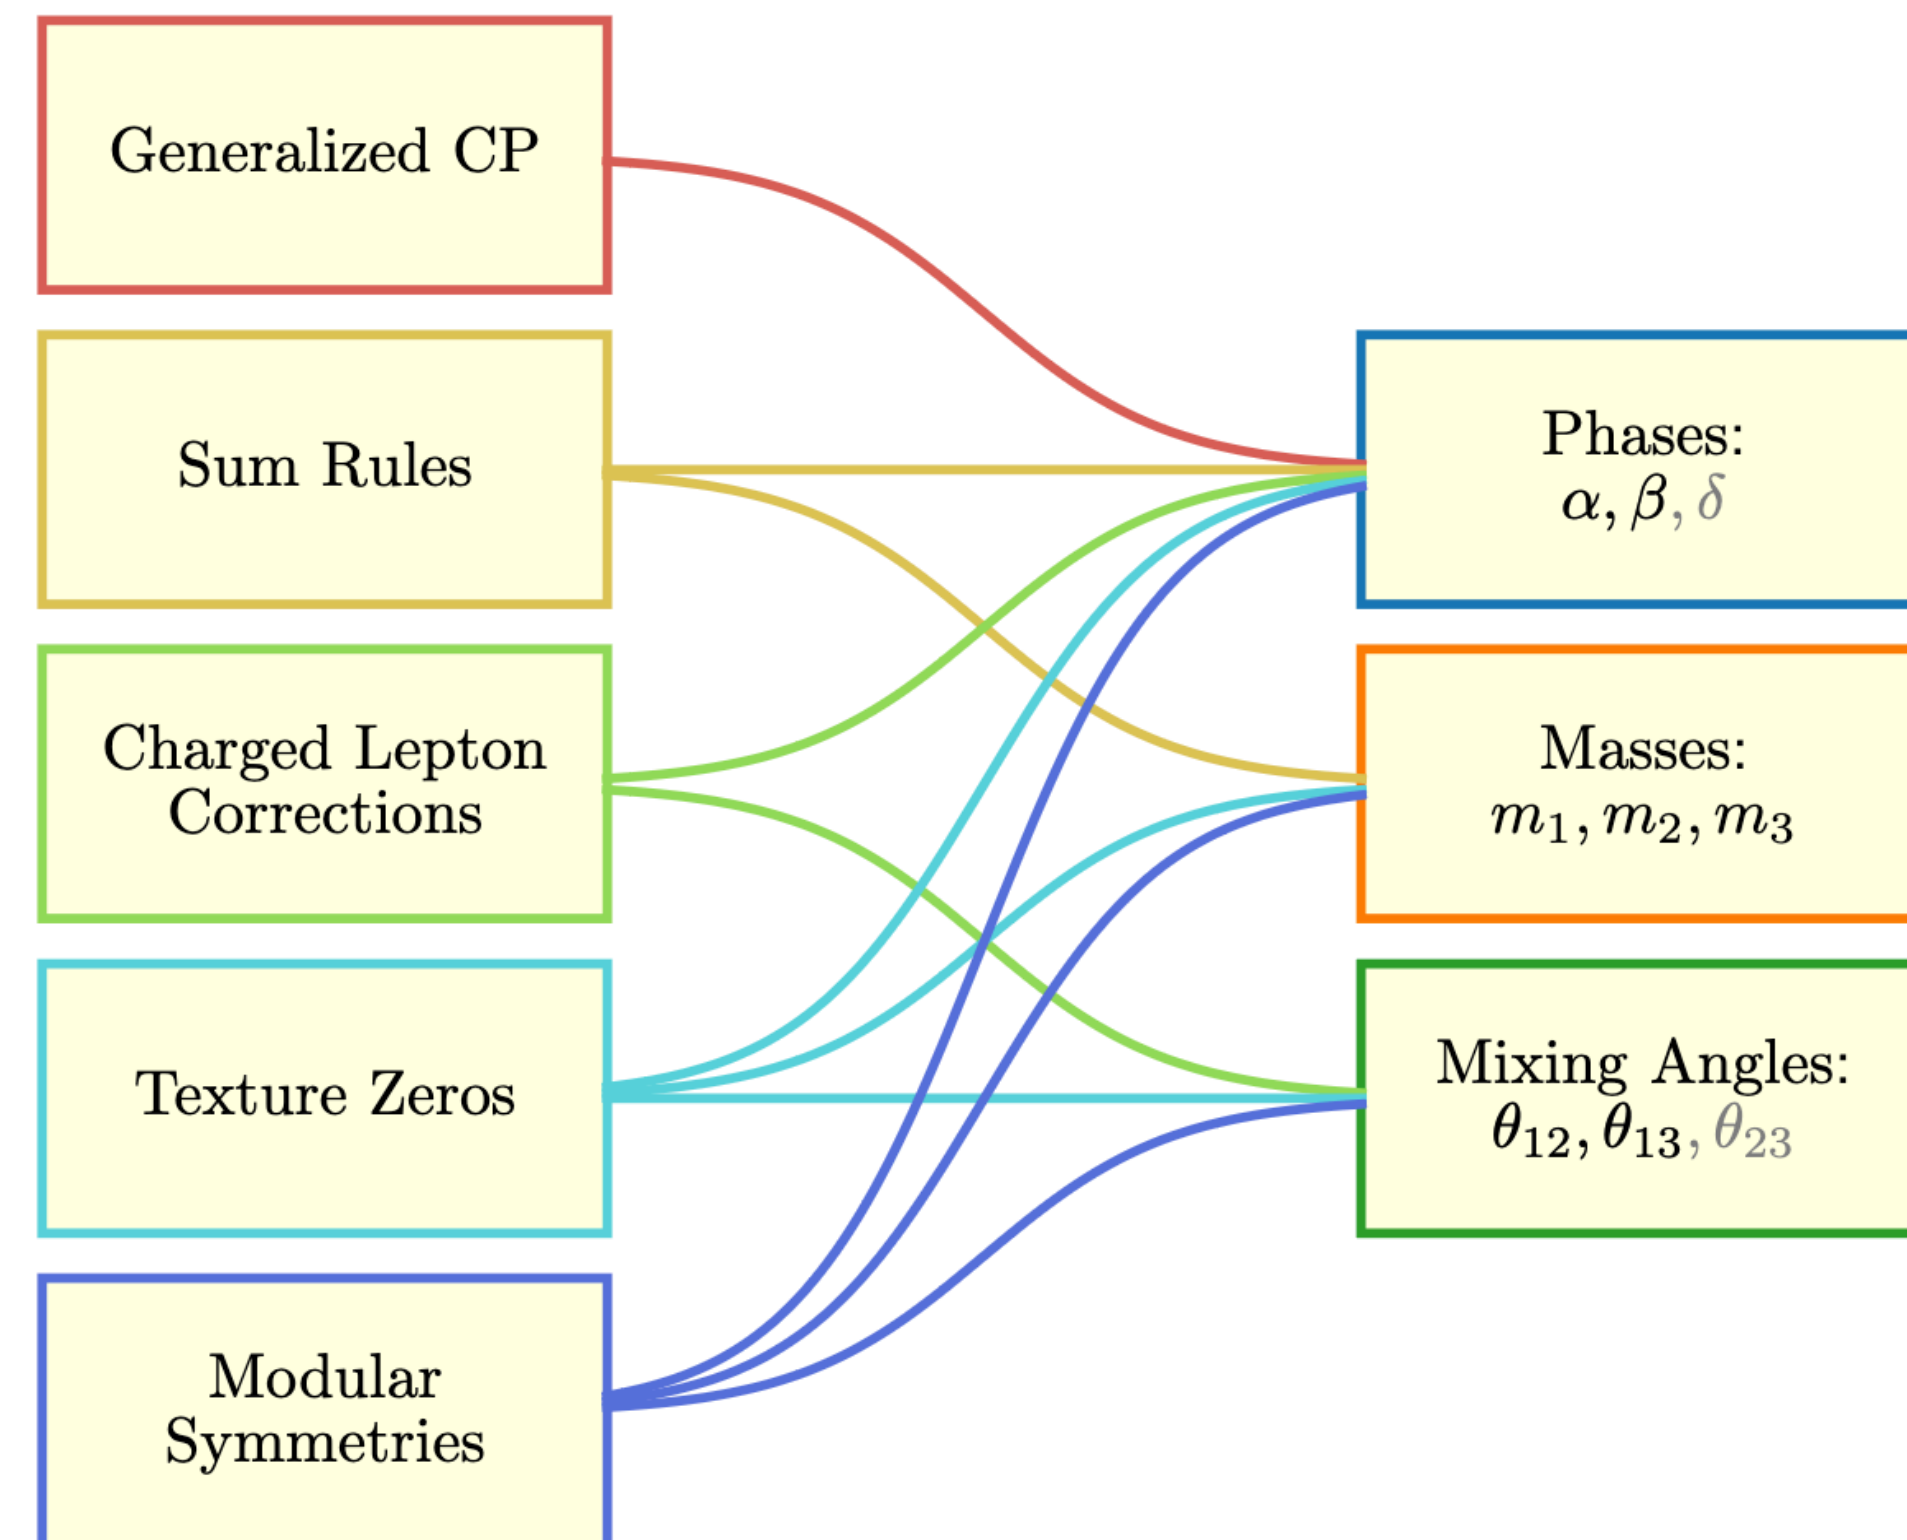 Generalized CP
Sum Rules
Charged Lepton
Corrections
Texture Zeros
Modular
Symmetries
Phases:
α, β, δ
Masses:
m₁, m₂, m₃
Mixing Angles:
θ₁₂, θ₁₃, θ₂₃